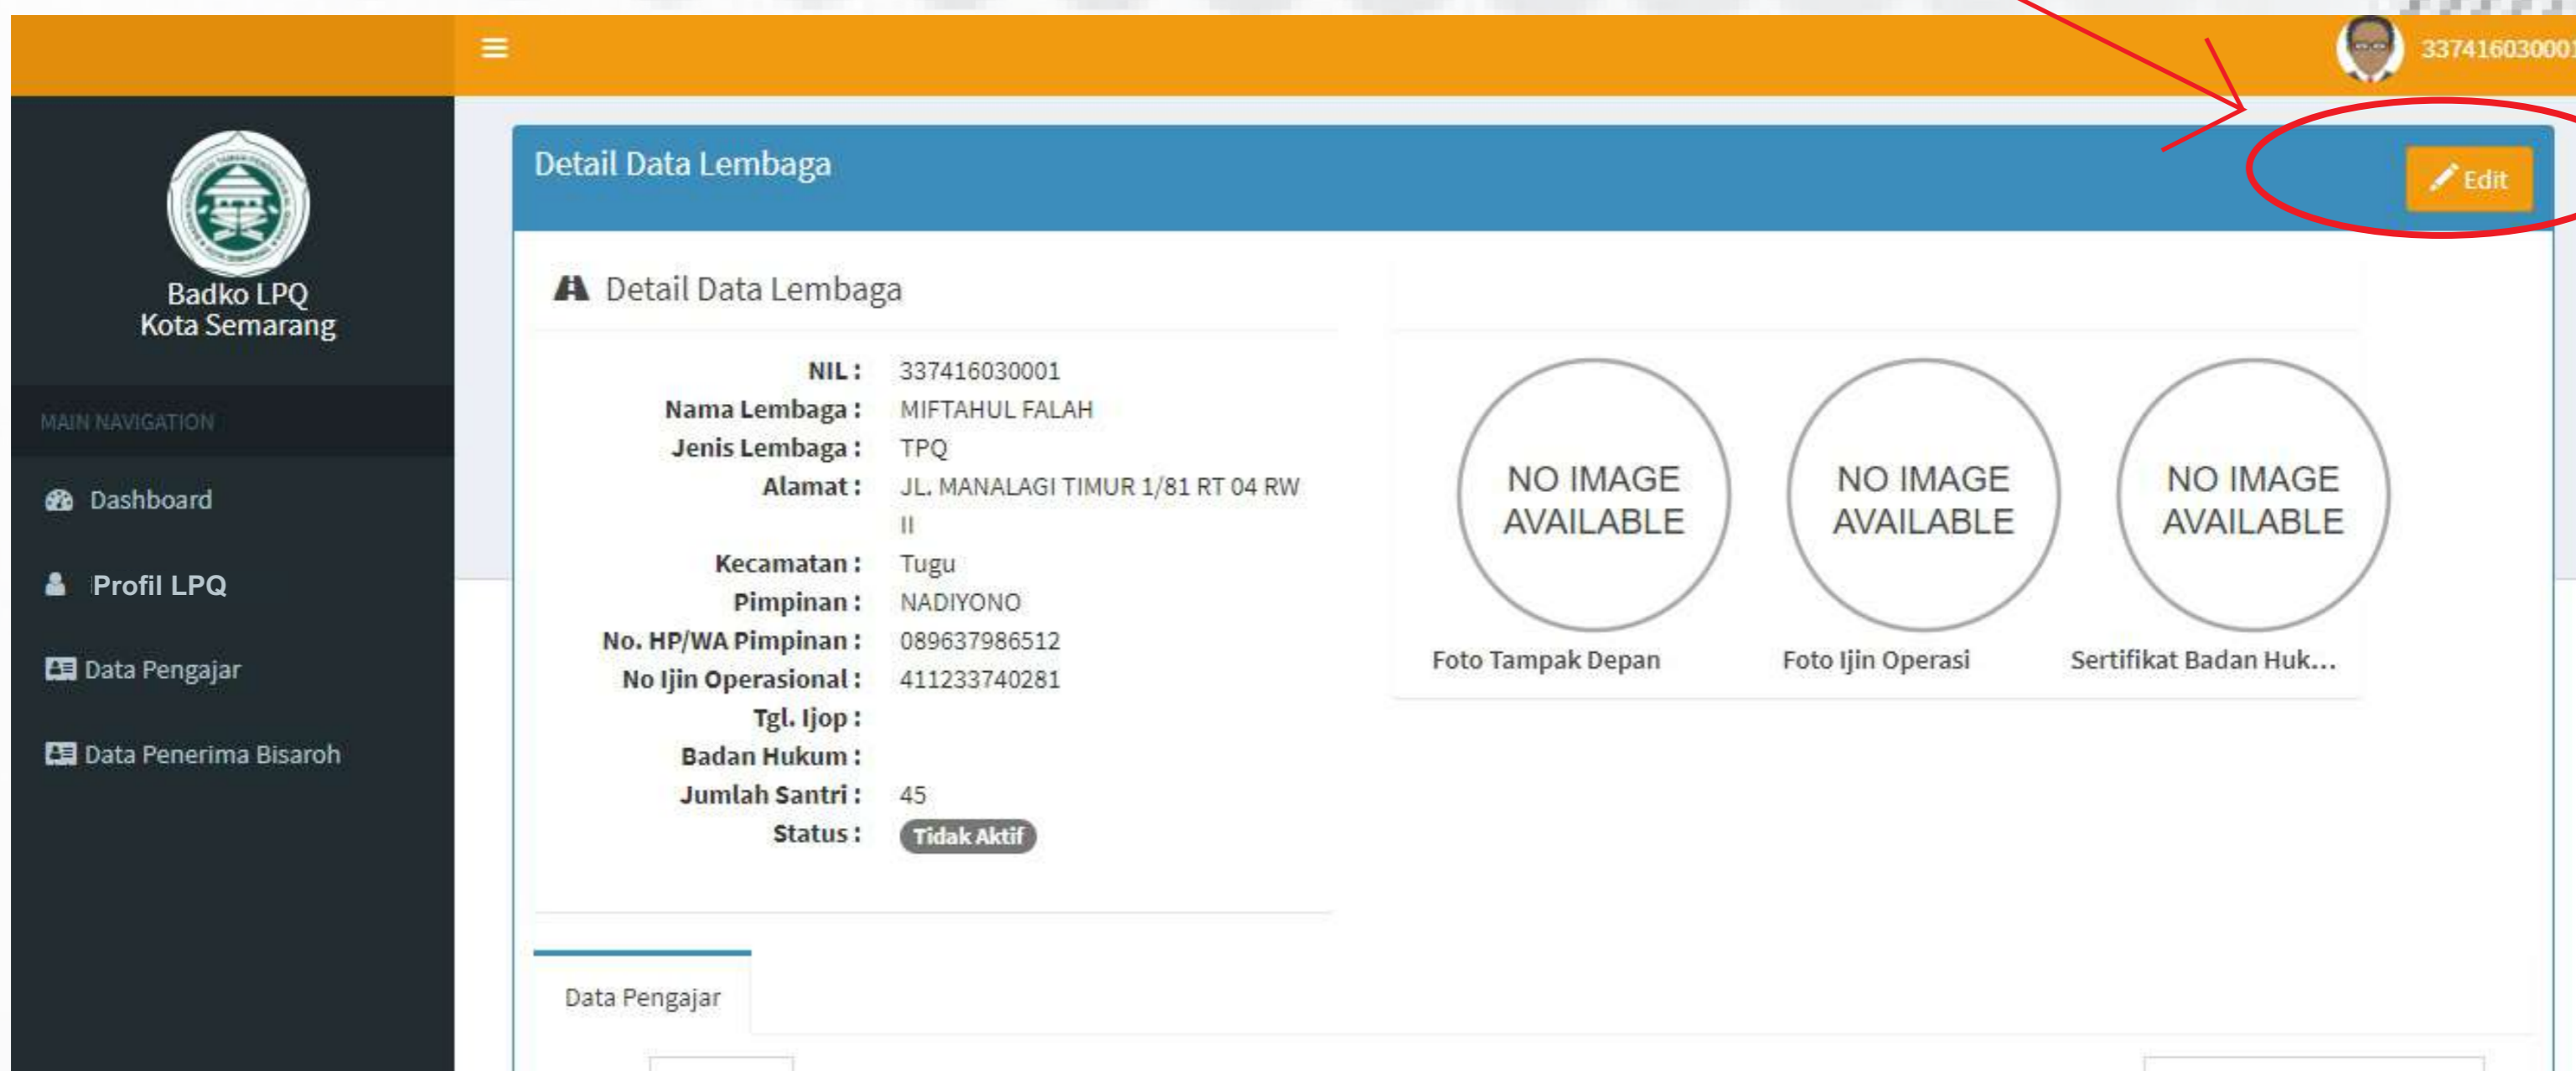 337416030001
Badko LPQ
Kota Semarang
MAIN NAVIGATION
Dashboard
Profil LPQ
Data Pengajar
Data Penerima Bisaroh
Detail Data Lembaga
Edit
Detail Data Lembaga
NIL : 337416030001
Nama Lembaga : MIFTAHUL FALAH
Jenis Lembaga : TPQ
Alamat : JL. MANALAGI TIMUR 1/81 RT 04 RW
II
Kecamatan : Tugu
Pimpinan : NADIYONO
No. HP/WA Pimpinan : 089637986512
No Ijin Operasional : 411233740281
Tgl. Ijop :
Badan Hukum :
Jumlah Santri : 45
Status : Tidak Aktif
NO IMAGE
AVAILABLE
Foto Tampak Depan
NO IMAGE
AVAILABLE
Foto Ijin Operasi
NO IMAGE
AVAILABLE
Sertifikat Badan Huk...
Data Pengajar